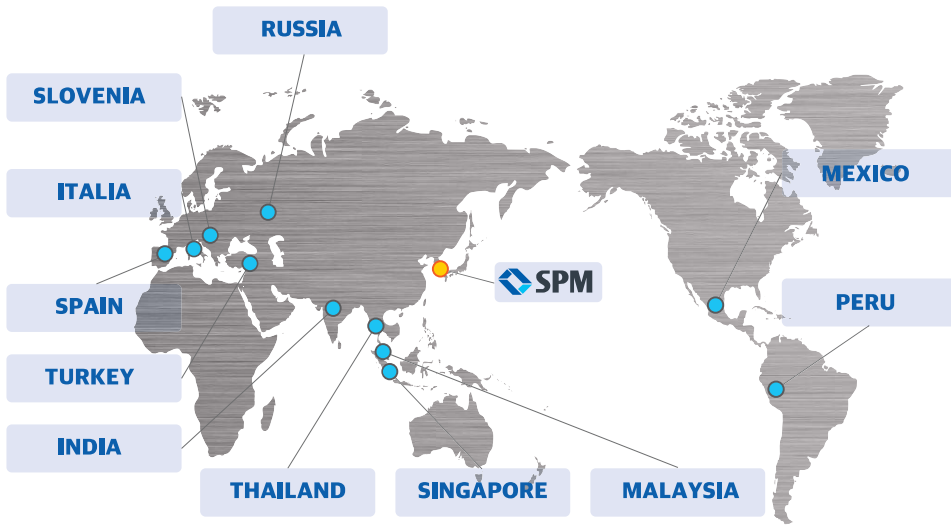 RUSSIA
SLOVENIA
ITALIA
MEXICO
SPM
SPAIN
PERU
TURKEY
INDIA
THAILAND
SINGAPORE
MALAYSIA